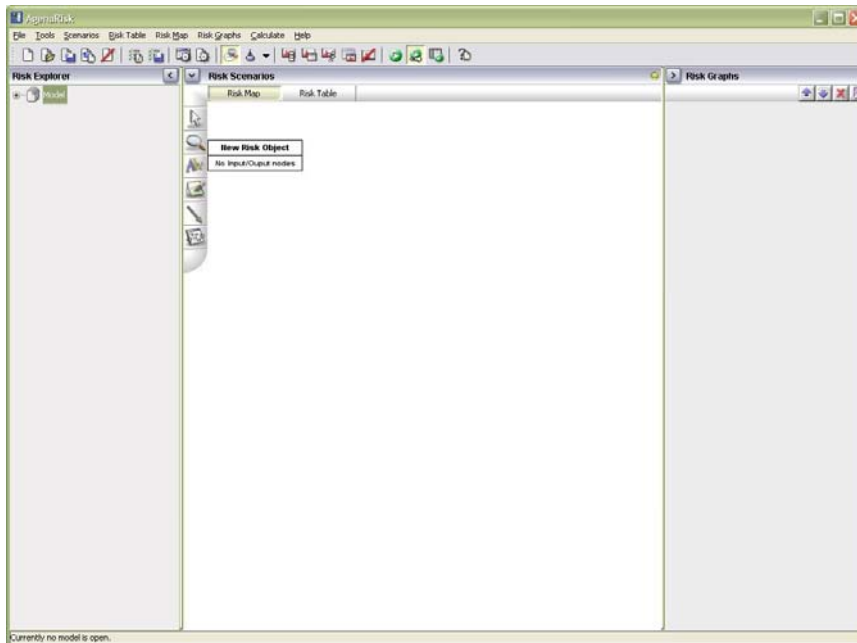 AgenaRisk
File Tools Scenarios Risk Table Risk Map Risk Graphs Calculate Help
Risk Explorer
Risk Scenarios
Risk Graphs
Model
Risk Map Risk Table
New Risk Object
No Input/Ouput nodes
Currently no model is open.